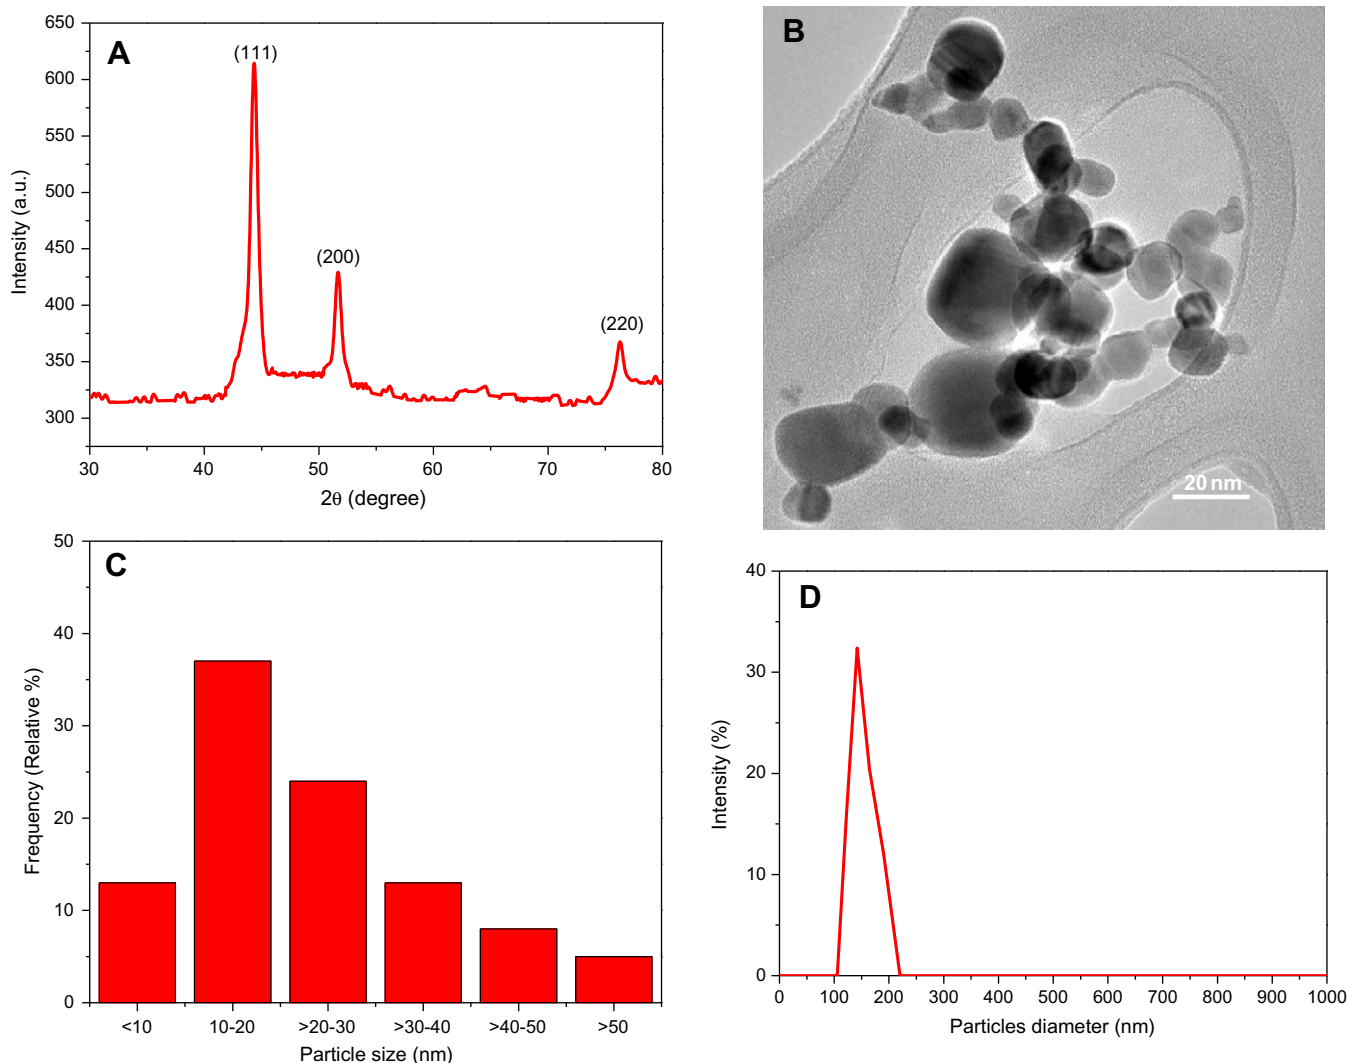 A
(111)
(200)
(220)
650
600
550
500
450
400
350
300
Intensity (a.u.)
30 40 50 60 70 80
2θ (degree)
B
20 nm
C
50
40
30
20
10
0
Frequency (Relative %)
<10 10-20 >20-30 >30-40 >40-50 >50
Particle size (nm)
D
40
30
20
10
0
Intensity (%)
0 100 200 300 400 500 600 700 800 900 1000
Particles diameter (nm)